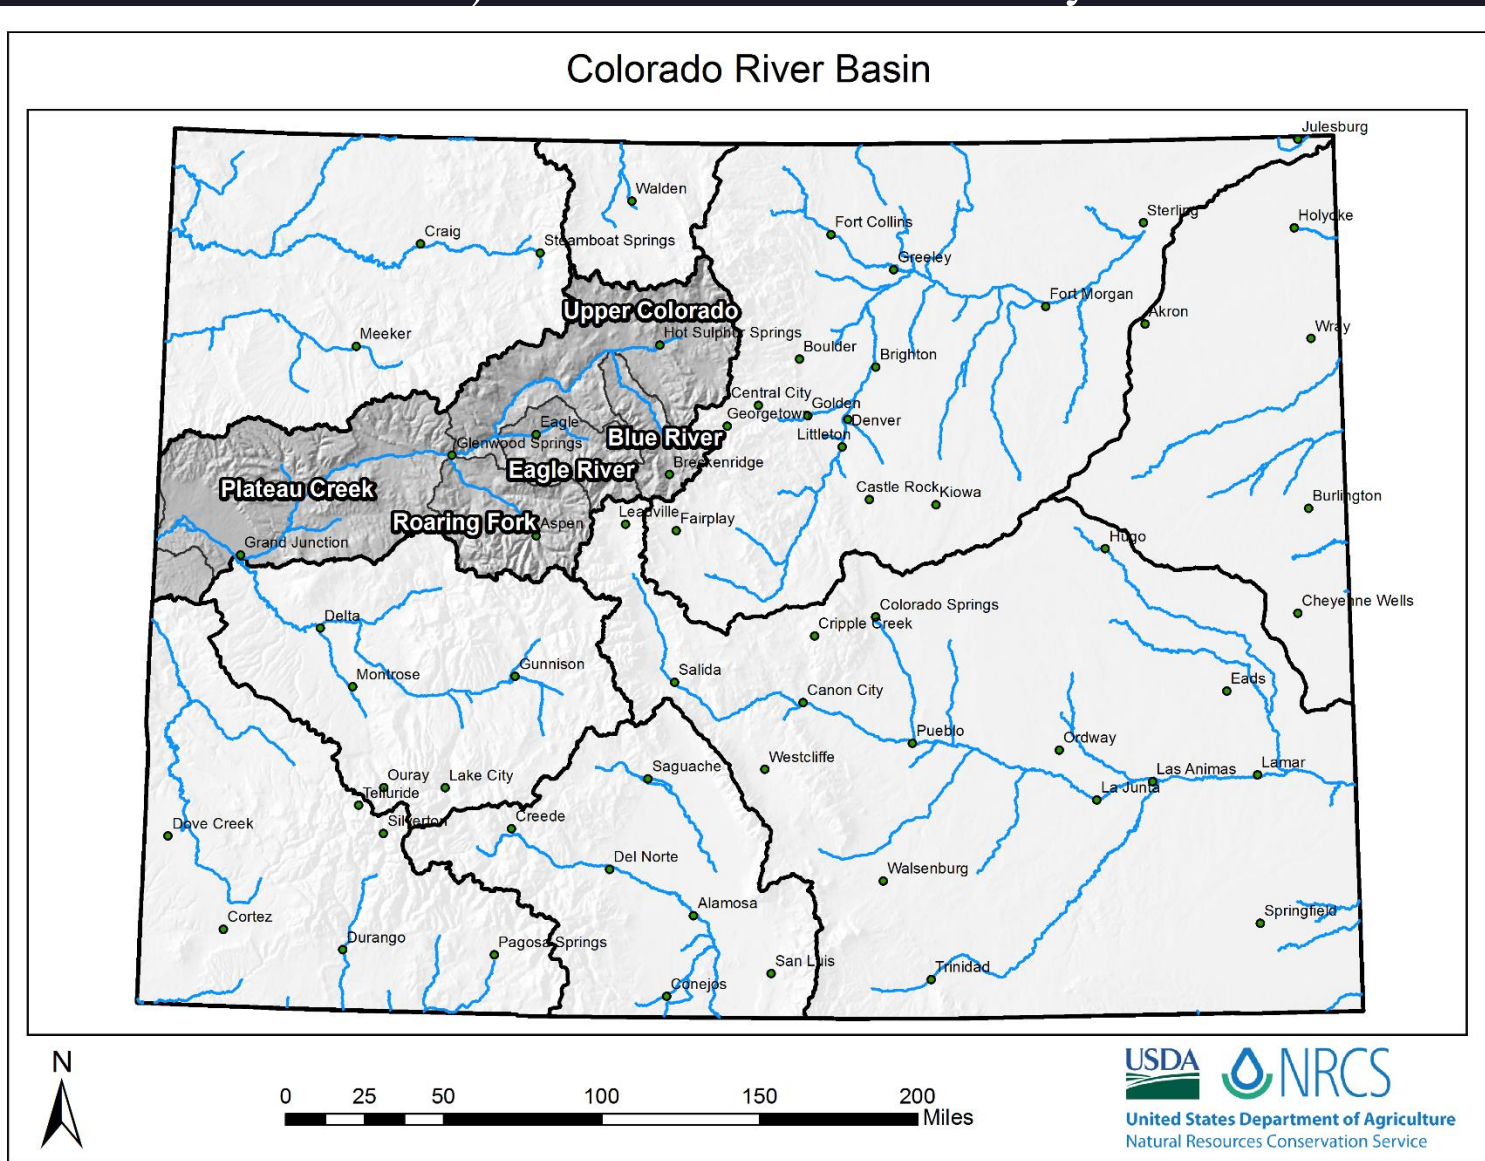 Colorado River Basin
Julesburg
Walden
Sterling
Holyoke
Fort Collins
Craig
Steamboat Springs
Greeley
Fort Morgan
Upper Colorado
Akron
Wray
Hot Sulphur Springs
Meeker
Boulder
Brighton
Central City
Golden
Georgetown
Denver
Eagle
Littleton
Blue River
Glenwood Springs
Eagle River
Breckenridge
Plateau Creek
Castle Rock
Kiowa
Burlington
Leadville
Fairplay
Roaring Fork
Aspen
Grand Junction
Hugo
Cheyenne Wells
Colorado Springs
Delta
Cripple Creek
Gunnison
Salida
Montrose
Eads
Canon City
Pueblo
Ordway
Westcliffe
Saguache
Lamar
Las Animas
Ouray
Lake City
La Junta
Telluride
Creede
Silverton
Dove Creek
Del Norte
Walsenburg
Alamosa
Springfield
Cortez
Durango
Pagosa Springs
San Luis
Trinidad
Conejos
N
0 25 50 100 150 200
Miles
USDA NRCS
United States Department of Agriculture
Natural Resources Conservation Service